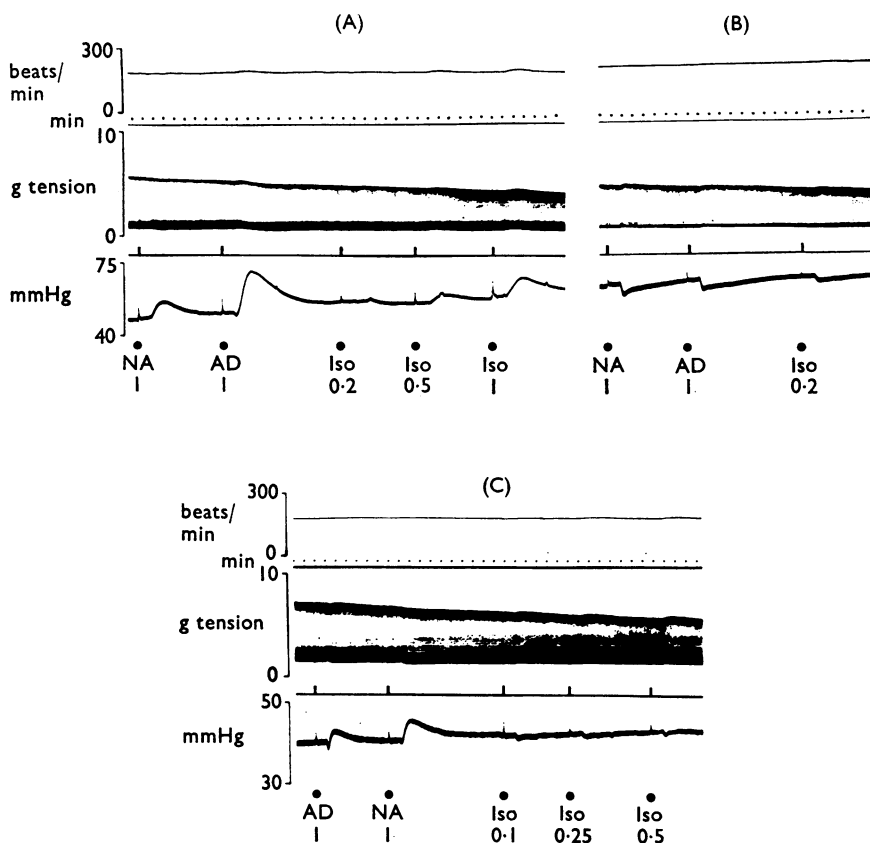 (A)
(B)
300
beats/
min
0
min
10
g tension
0
75
mmHg
40
NA
1
AD
1
Iso
0·2
Iso
0·5
Iso
1
NA
1
AD
1
Iso
0·2
(C)
300
beats/
min
0
min
10
g tension
0
50
mmHg
30
AD
1
NA
1
Iso
0·1
Iso
0·25
Iso
0·5